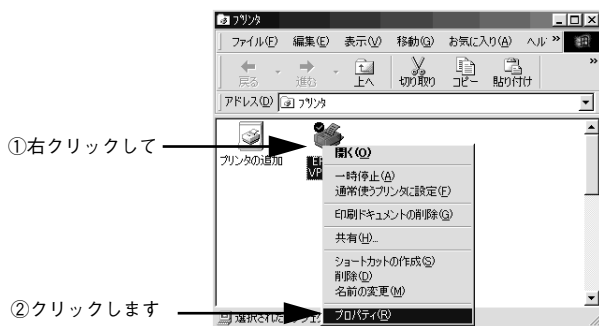 プリンタ
ファイル(F) 編集(E) 表示(V) 移動(G) お気に入り(A) ヘル »
戻る 進む 上へ 切り取り コピー 貼り付け »
アドレス(D) プリンタ
①右クリックして
プリンタの追加
開く(O)
一時停止(A)
通常使うプリンタに設定(F)
印刷ドキュメントの削除(G)
共有(H)...
ショートカットの作成(S)
削除(D)
名前の変更(M)
②クリックします
プロパティ(R)